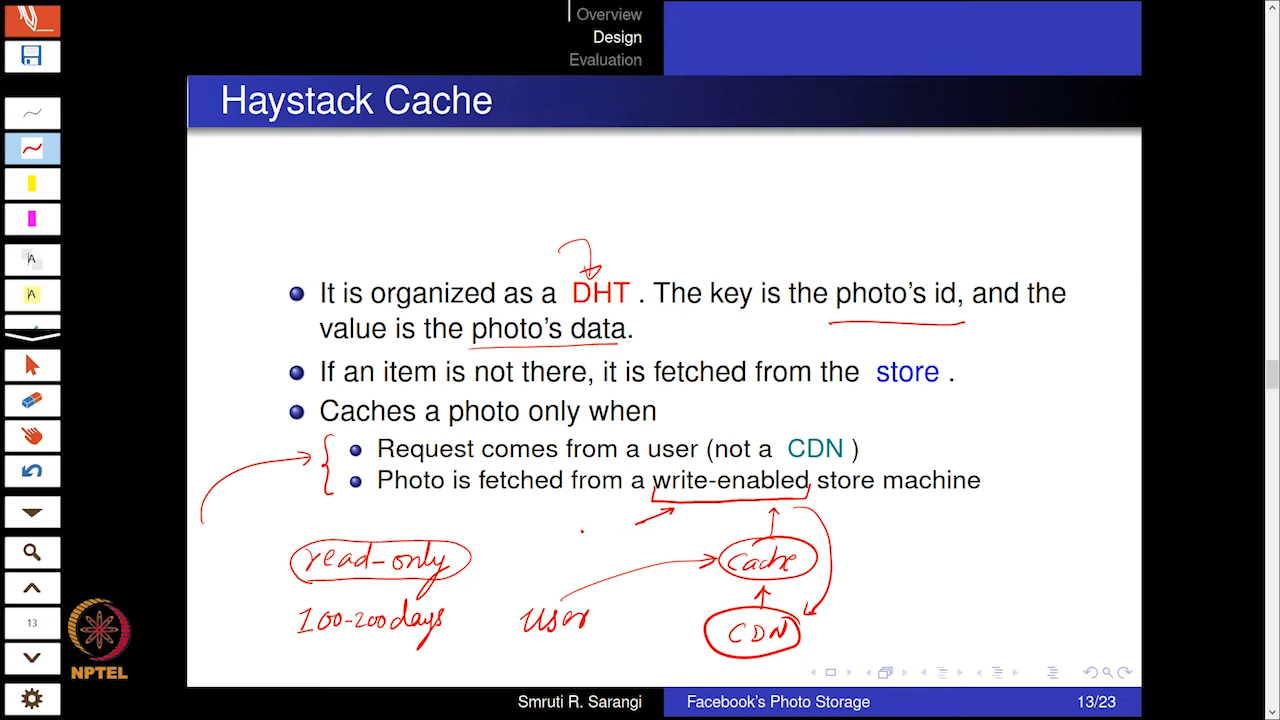 Overview
Design
Evaluation
Haystack Cache
It is organized as a DHT . The key is the photo's id, and the
value is the photo's data.
If an item is not there, it is fetched from the store .
Caches a photo only when
Request comes from a user (not a CDN )
Photo is fetched from a write-enabled store machine
read-only
Cache
100-200 days
User
CDN
A
A
13
NPTEL
Smruti R. Sarangi
Facebook's Photo Storage
13/23